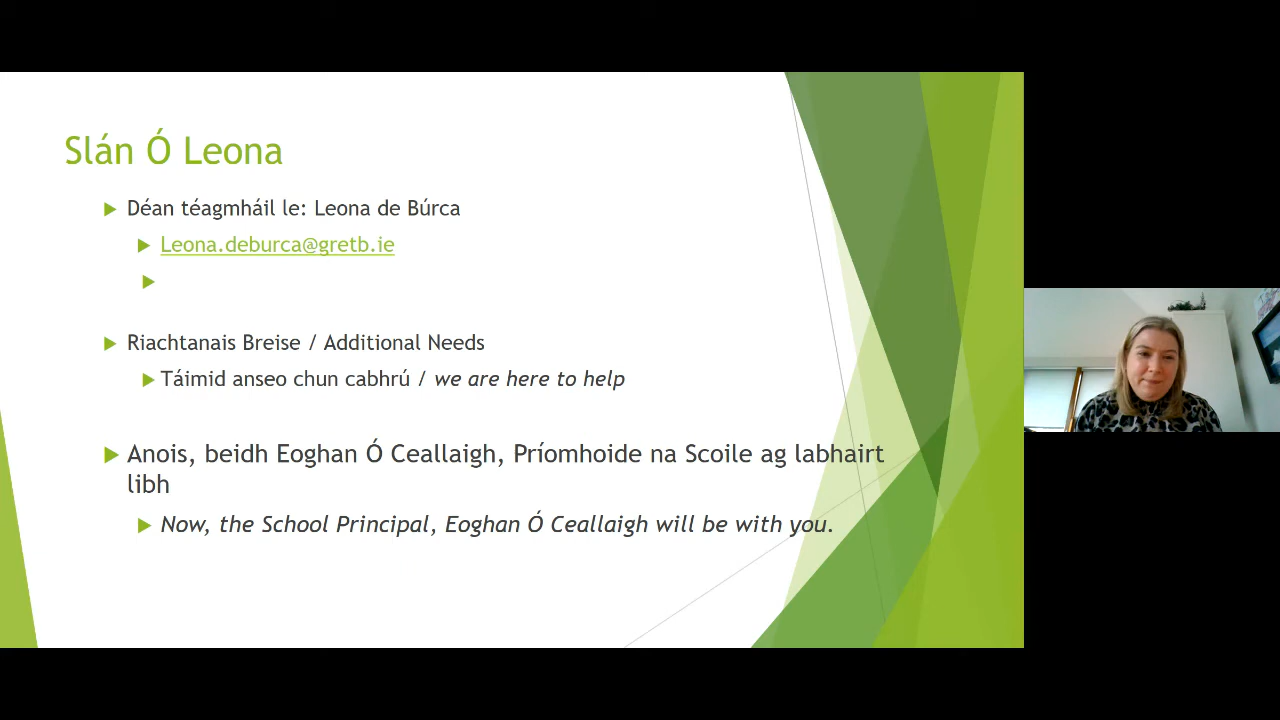 Slán Ó Leona
Déan téagmháil le: Leona de Búrca
Leona.deburca@gretb.ie
Riachtanais Breise / Additional Needs
Táimid anseo chun cabhrú / we are here to help
Anois, beidh Eoghan Ó Ceallaigh, Príomhoide na Scoile ag labhairt
libh
Now, the School Principal, Eoghan Ó Ceallaigh will be with you.